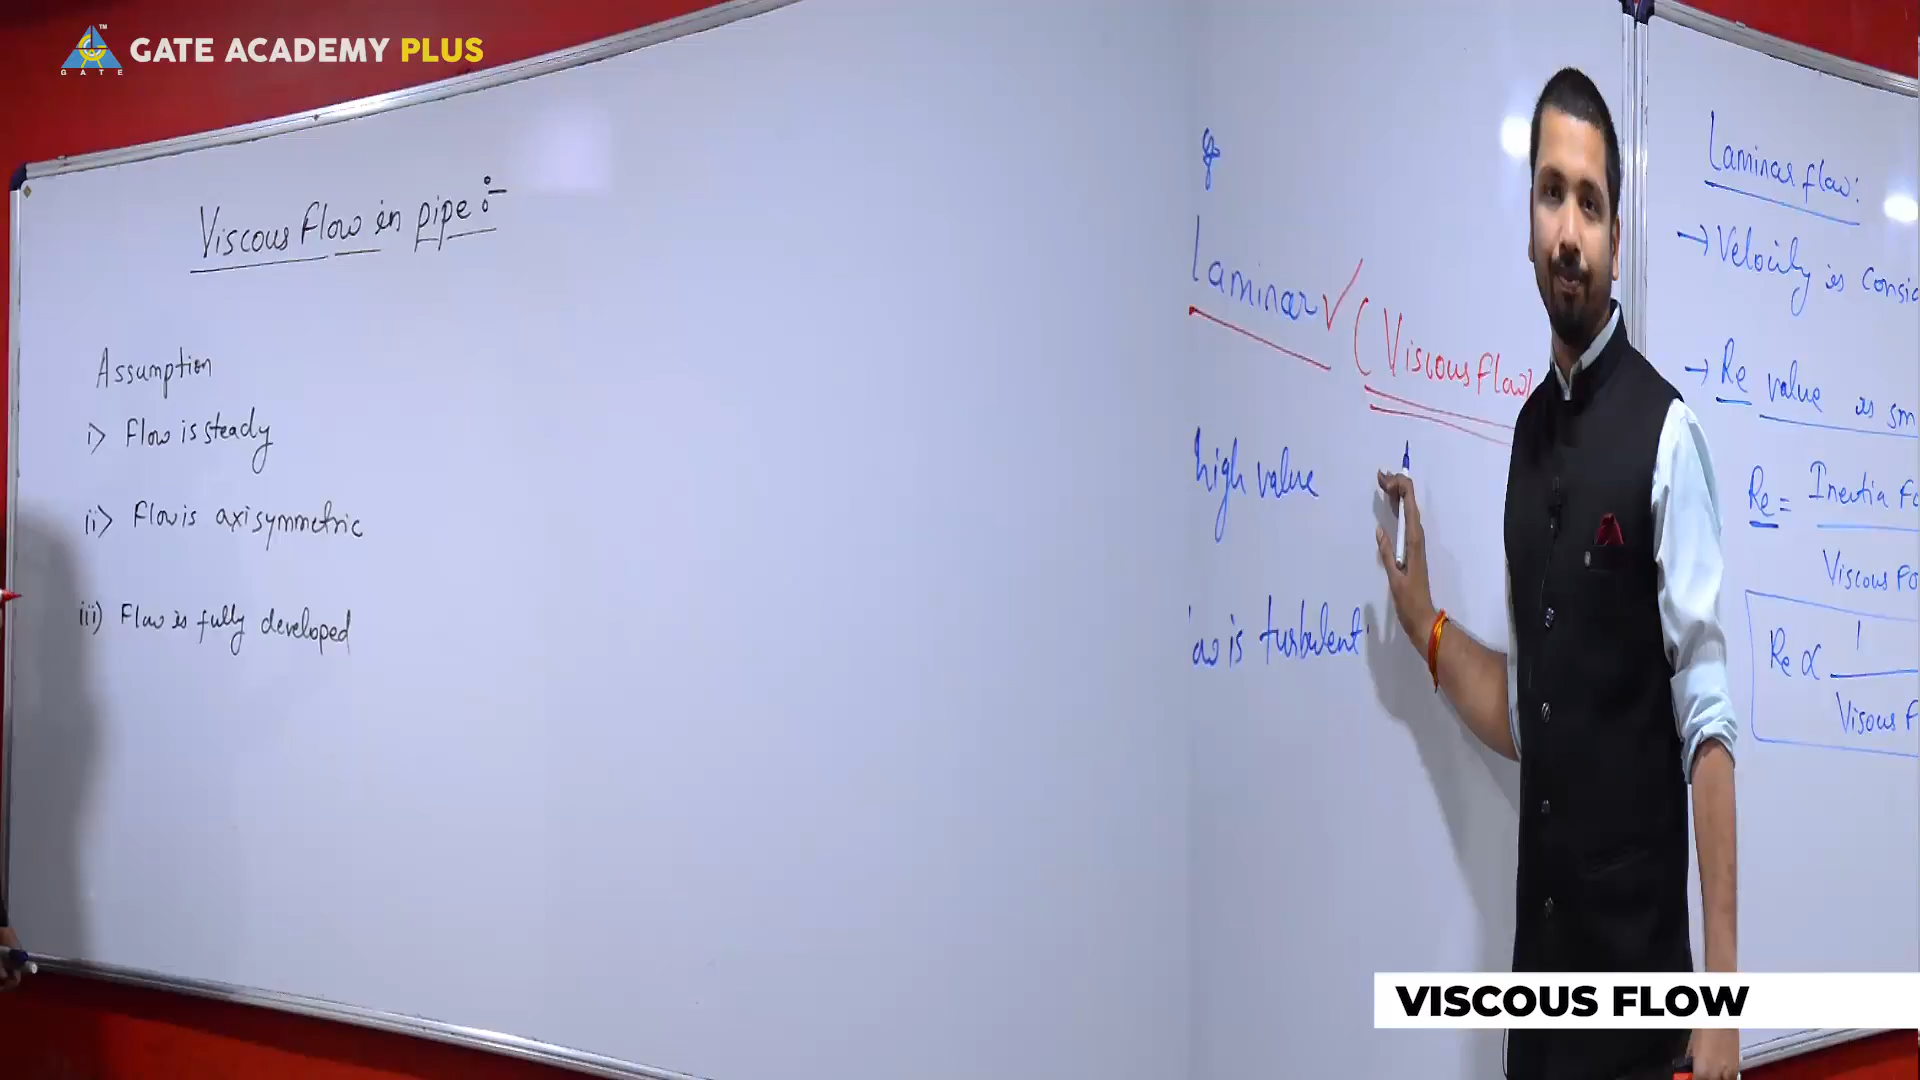 GATE ACADEMY PLUS
GATE
Viscous Flow in pipe :-
Assumption
i> Flow is steady
ii> Flow is axisymmetric
iii) Flow is fully developed
Laminar ✓ (Viscous Flow)
high value
is turbulent
Laminar flow:
→ Velocity is
→ Re value is
Re = Inertia
Viscous
Re ∝ 1
Visous F
VISCOUS FLOW